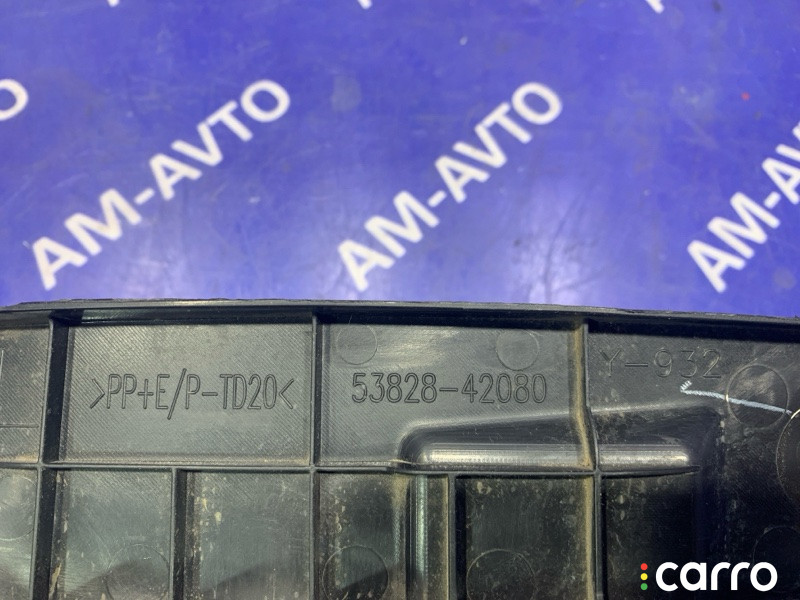 AM-AVTO
AM-AVTO
AM-AVTO
>PP+E/P-TD20<
53828-42080
Y-932
carro